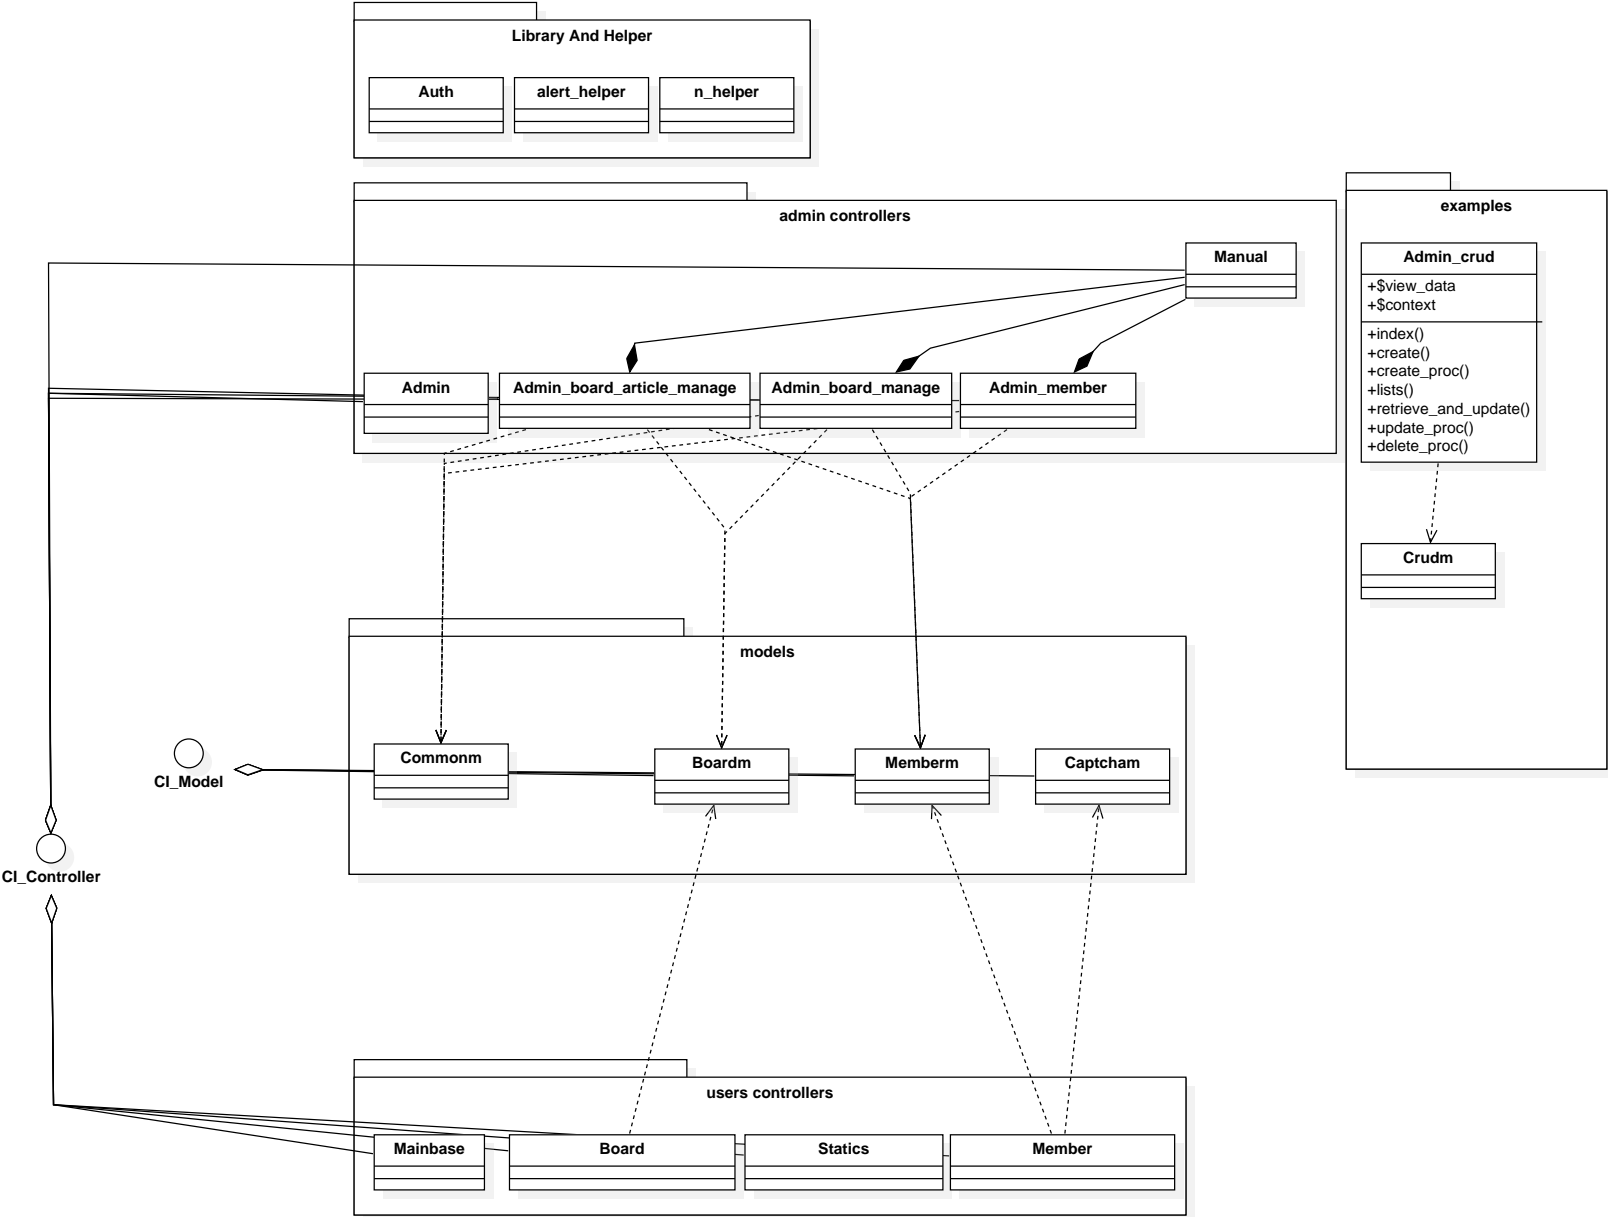 Library And Helper
Auth
alert_helper
n_helper
admin controllers
Manual
Admin
Admin_board_article_manage
Admin_board_manage
Admin_member
examples
Admin_crud
+$view_data
+$context
+index()
+create()
+create_proc()
+lists()
+retrieve_and_update()
+update_proc()
+delete_proc()
Crudm
models
CI_Model
Commonm
Boardm
Memberm
Captcham
CI_Controller
users controllers
Mainbase
Board
Statics
Member